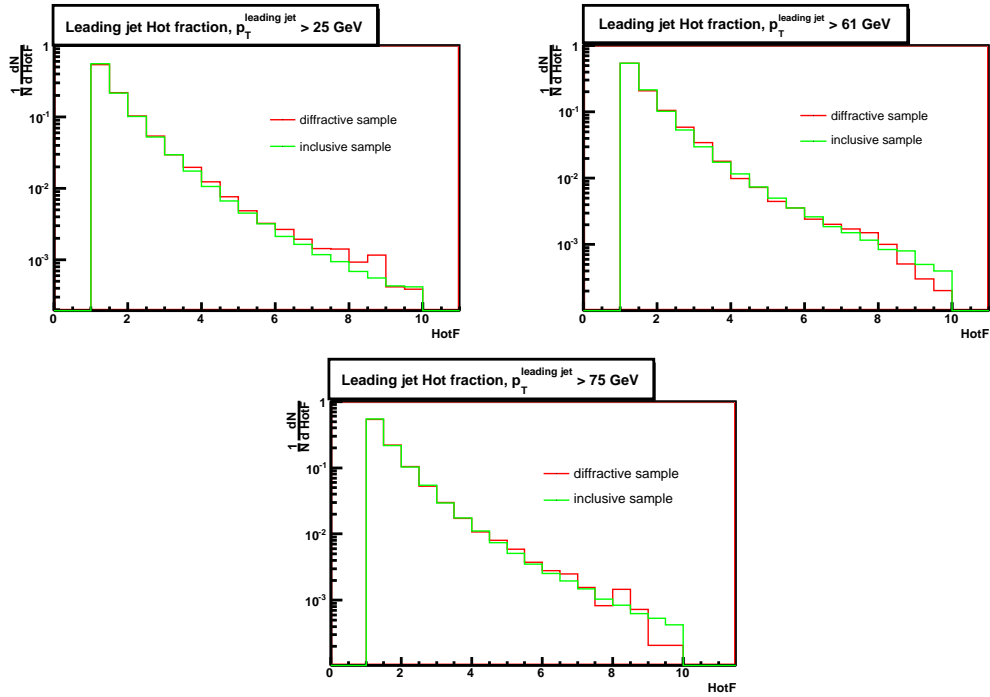 Leading jet Hot fraction, p_T^leading jet > 25 GeV
1/N dN/d HotF
1
10^-1
10^-2
10^-3
diffractive sample
inclusive sample
0 2 4 6 8 10
HotF
Leading jet Hot fraction, p_T^leading jet > 61 GeV
1/N dN/d HotF
1
10^-1
10^-2
10^-3
diffractive sample
inclusive sample
0 2 4 6 8 10
HotF
Leading jet Hot fraction, p_T^leading jet > 75 GeV
1/N dN/d HotF
1
10^-1
10^-2
10^-3
diffractive sample
inclusive sample
0 2 4 6 8 10
HotF